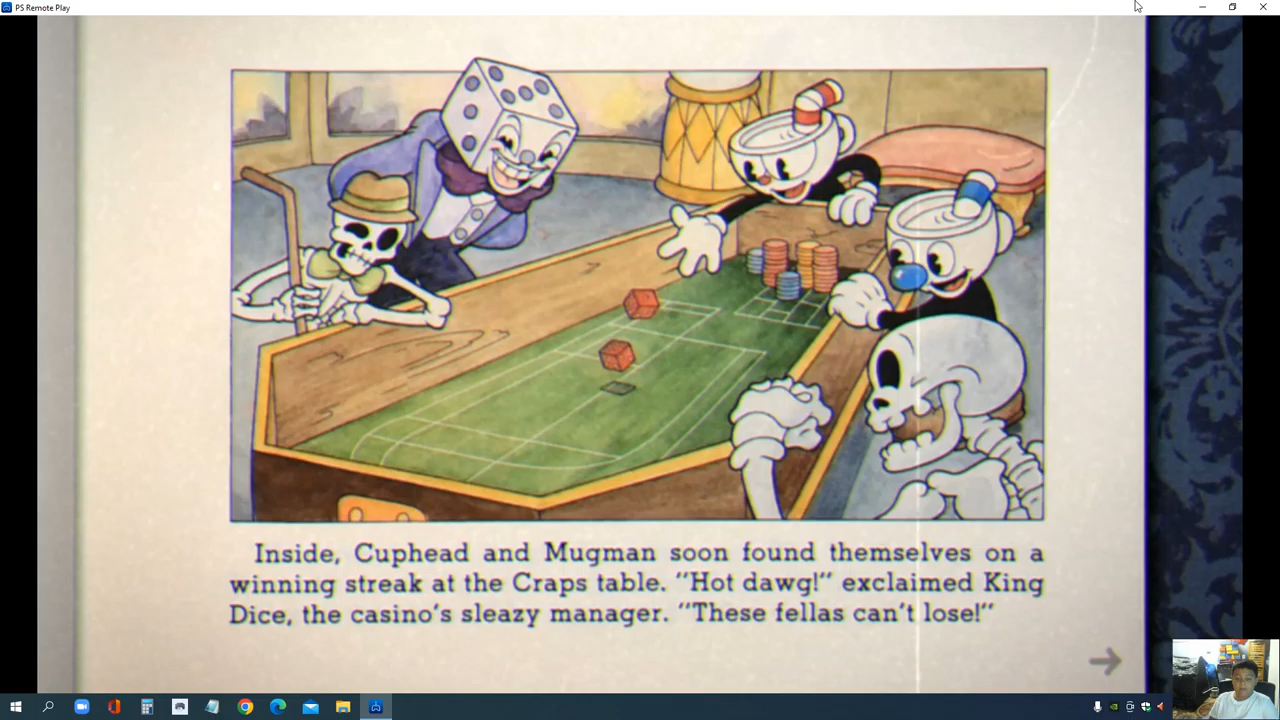 PS Remote Play
Inside, Cuphead and Mugman soon found themselves on a
winning streak at the Craps table. "Hot dawg!" exclaimed King
Dice, the casino's sleazy manager. "These fellas can't lose!"